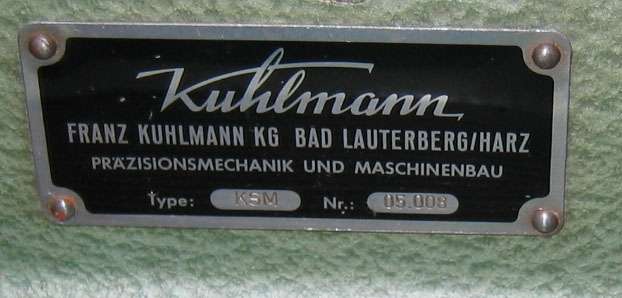 Kuhlmann
FRANZ KUHLMANN KG BAD LAUTERBERG/HARZ
PRÄZISIONSMECHANIK UND MASCHINENBAU
Type: KSM Nr.: 05.008